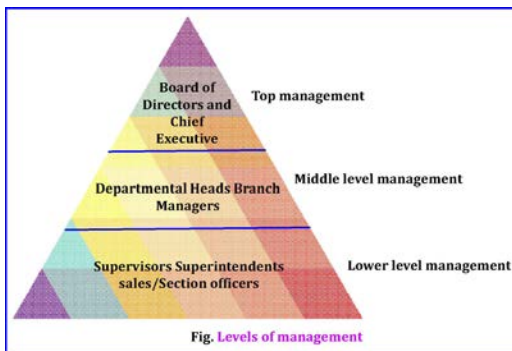 Board of
Directors and
Chief
Executive
Top management
Departmental Heads Branch
Managers
Middle level management
Supervisors Superintendents
sales/Section officers
Lower level management
Fig. Levels of management